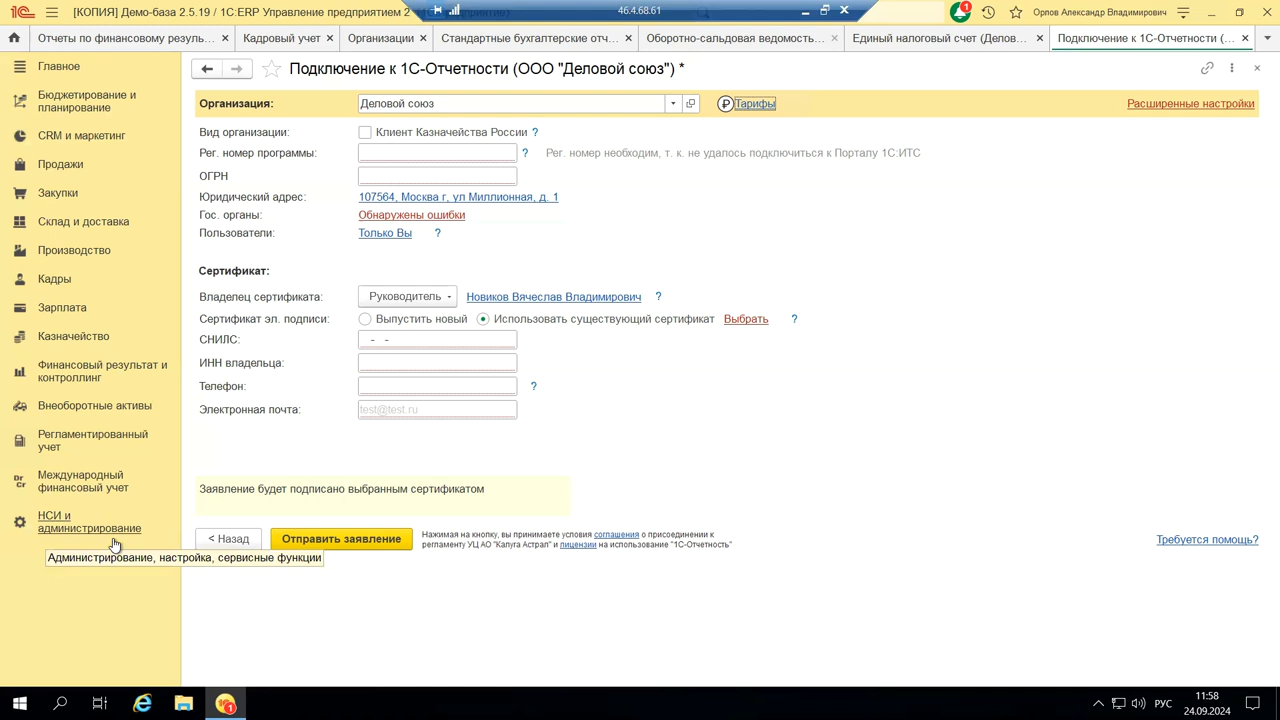 [КОПИЯ] Демо-база 2.5.19 / 1С:ERP Управление предприятием 2
46.4.68.61
Орлов Александр Владимирович
Отчеты по финансовому резуль...
Кадровый учет
Организации
Стандартные бухгалтерские отч...
Оборотно-сальдовая ведомость...
Единый налоговый счет (Делов...
Подключение к 1С-Отчетности (...
Главное
Бюджетирование и
планирование
CRM и маркетинг
Продажи
Закупки
Склад и доставка
Производство
Кадры
Зарплата
Казначейство
Финансовый результат и
контроллинг
Внеоборотные активы
Регламентированный
учет
Международный
финансовый учет
НСИ и
администрирование
Администрирование, настройка, сервисные функции
Подключение к 1С-Отчетности (ООО "Деловой союз") *
Организация: Деловой союз Тарифы Расширенные настройки
Вид организации: Клиент Казначейства России ?
Рег. номер программы: ? Рег. номер необходим, т. к. не удалось подключиться к Порталу 1С:ИТС
ОГРН
Юридический адрес: 107564, Москва г, ул Миллионная, д. 1
Гос. органы: Обнаружены ошибки
Пользователи: Только Вы ?
Сертификат:
Владелец сертификата: Руководитель Новиков Вячеслав Владимирович ?
Сертификат эл. подписи: Выпустить новый Использовать существующий сертификат Выбрать ?
СНИЛС: - -
ИНН владельца:
Телефон: ?
Электронная почта: test@test.ru
Заявление будет подписано выбранным сертификатом
< Назад Отправить заявление
Нажимая на кнопку, вы принимаете условия соглашения о присоединении к
регламенту УЦ АО "Калуга Астрал" и лицензии на использование "1С-Отчетность"
Требуется помощь?
РУС
11:58
24.09.2024